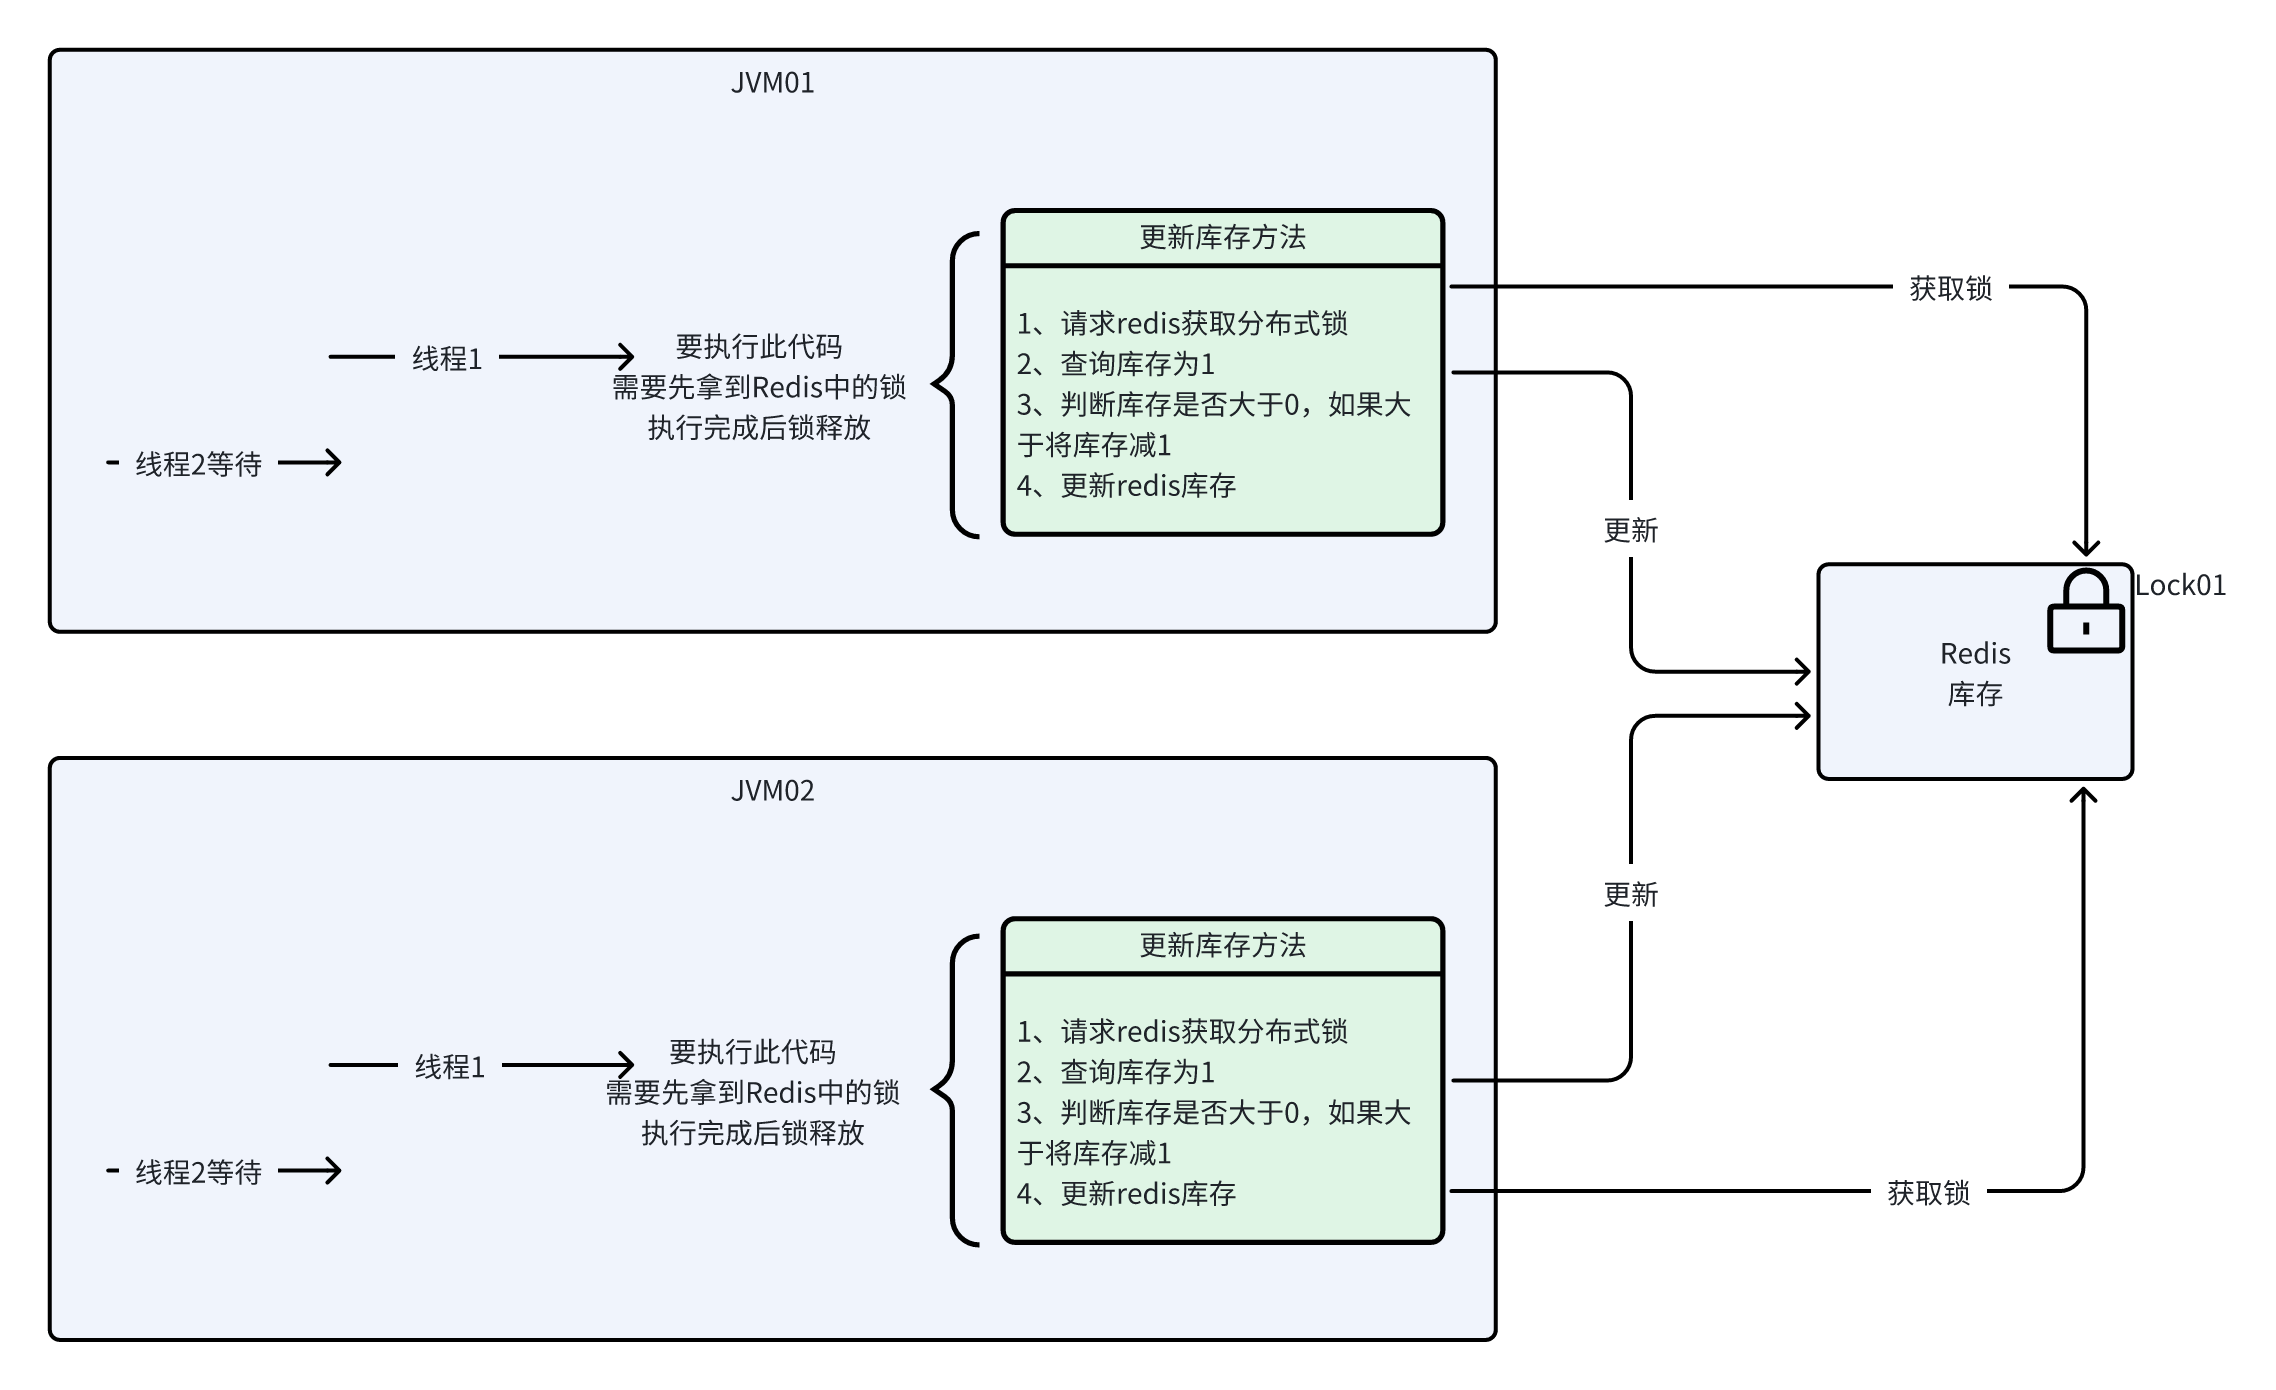 JVM01
更新库存方法
1、请求redis获取分布式锁
2、查询库存为1
3、判断库存是否大于0，如果大
于将库存减1
4、更新redis库存
线程1
要执行此代码
需要先拿到Redis中的锁
执行完成后锁释放
线程2等待
获取锁
更新
Lock01
Redis
库存
JVM02
更新
更新库存方法
1、请求redis获取分布式锁
2、查询库存为1
3、判断库存是否大于0，如果大
于将库存减1
4、更新redis库存
线程1
要执行此代码
需要先拿到Redis中的锁
执行完成后锁释放
线程2等待
获取锁